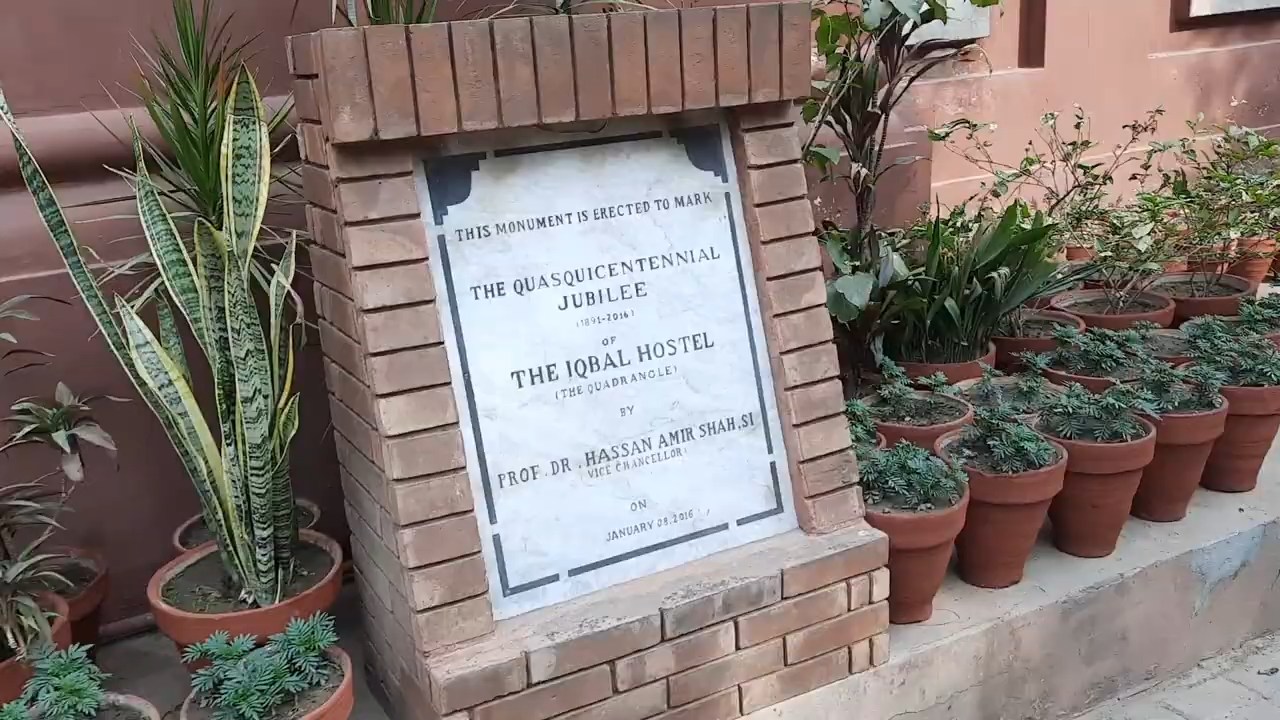 THIS MONUMENT IS ERECTED TO MARK
THE QUASQUICENTENNIAL
JUBILEE
(1891-2016)
OF
THE IQBAL HOSTEL
(THE QUADRANGLE)
BY
PROF. DR. HASSAN AMIR SHAH, SI
VICE CHANCELLOR
ON
JANUARY 08, 2016